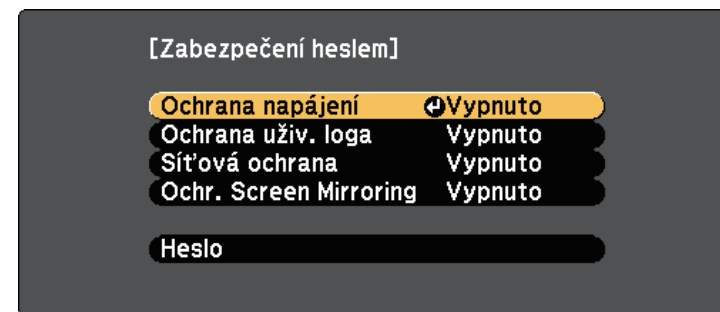 [Zabezpečení heslem]
Ochrana napájení Vypnuto
Ochrana uživ. loga Vypnuto
Síťová ochrana Vypnuto
Ochr. Screen Mirroring Vypnuto
Heslo